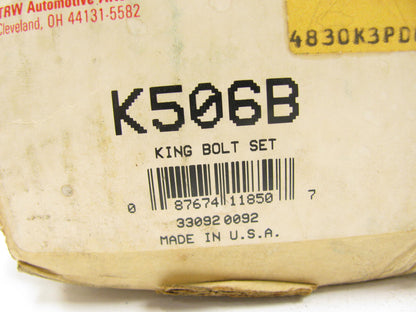 TRW Automotive
Cleveland, OH 44131-5582
4830K3PD
K506B
KING BOLT SET
0 87674 11850 7
33092 0092
MADE IN U.S.A.